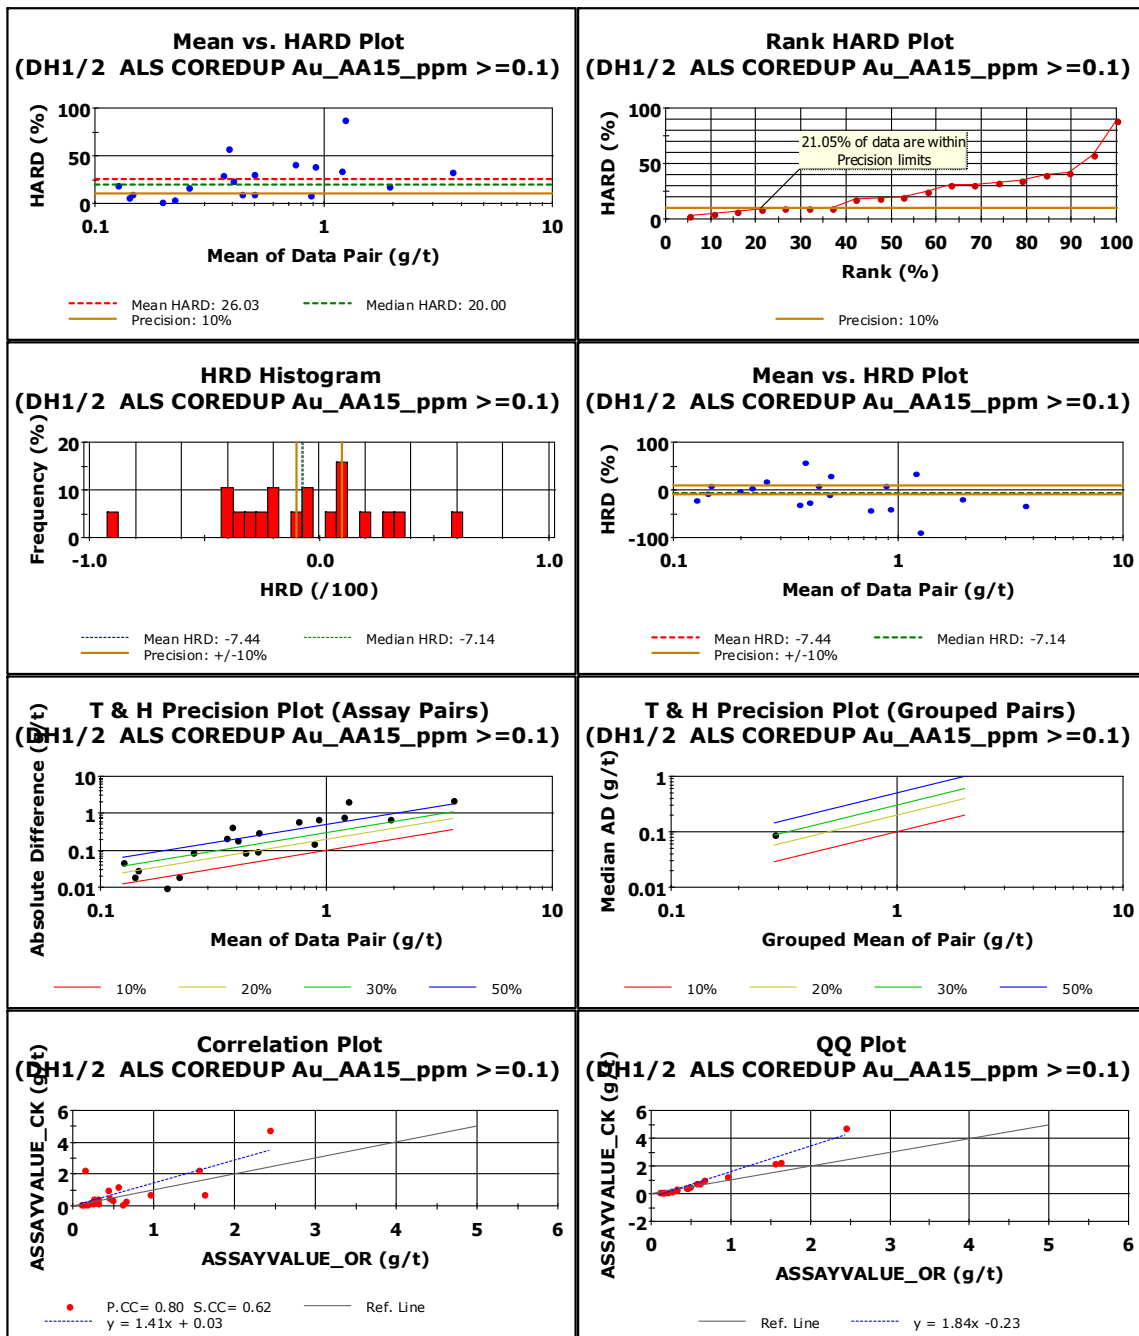 Mean vs. HARD Plot
(DH1/2 ALS COREDUP Au_AA15_ppm >=0.1)
HARD (%)
100
50
0
0.1 1 10
Mean of Data Pair (g/t)
Mean HARD: 26.03 Median HARD: 20.00
Precision: 10%
Rank HARD Plot
(DH1/2 ALS COREDUP Au_AA15_ppm >=0.1)
HARD (%)
100
50
0
21.05% of data are within
Precision limits
0 10 20 30 40 50 60 70 80 90 100
Rank (%)
Precision: 10%
HRD Histogram
(DH1/2 ALS COREDUP Au_AA15_ppm >=0.1)
Frequency (%)
20
10
0
-1.0 0.0 1.0
HRD (/100)
Mean HRD: -7.44 Median HRD: -7.14
Precision: +/-10%
Mean vs. HRD Plot
(DH1/2 ALS COREDUP Au_AA15_ppm >=0.1)
HRD (%)
100
0
-100
0.1 1 10
Mean of Data Pair (g/t)
Mean HRD: -7.44 Median HRD: -7.14
Precision: +/-10%
T & H Precision Plot (Assay Pairs)
(DH1/2 ALS COREDUP Au_AA15_ppm >=0.1)
Absolute Difference (g/t)
10
1
0.1
0.01
0.1 1 10
Mean of Data Pair (g/t)
10% 20% 30% 50%
T & H Precision Plot (Grouped Pairs)
(DH1/2 ALS COREDUP Au_AA15_ppm >=0.1)
Median AD (g/t)
1
0.1
0.01
0.1 1 10
Grouped Mean of Pair (g/t)
10% 20% 30% 50%
Correlation Plot
(DH1/2 ALS COREDUP Au_AA15_ppm >=0.1)
ASSAYVALUE_CK (g/t)
6
4
2
0
0 1 2 3 4 5 6
ASSAYVALUE_OR (g/t)
P.CC= 0.80 S.CC= 0.62 Ref. Line
y = 1.41x + 0.03
QQ Plot
(DH1/2 ALS COREDUP Au_AA15_ppm >=0.1)
ASSAYVALUE_CK (g/t)
6
4
2
0
-2
0 1 2 3 4 5 6
ASSAYVALUE_OR (g/t)
Ref. Line y = 1.84x -0.23